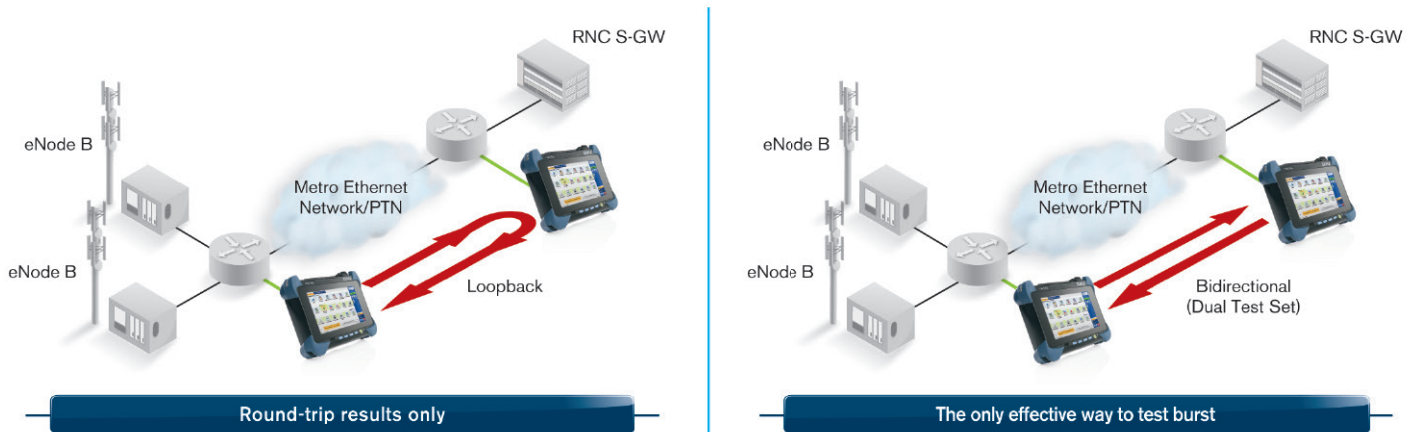 RNC S-GW
eNode B
Metro Ethernet
Network/PTN
eNode B
Loopback
Round-trip results only
RNC S-GW
eNode B
Metro Ethernet
Network/PTN
eNode B
Bidirectional
(Dual Test Set)
The only effective way to test burst